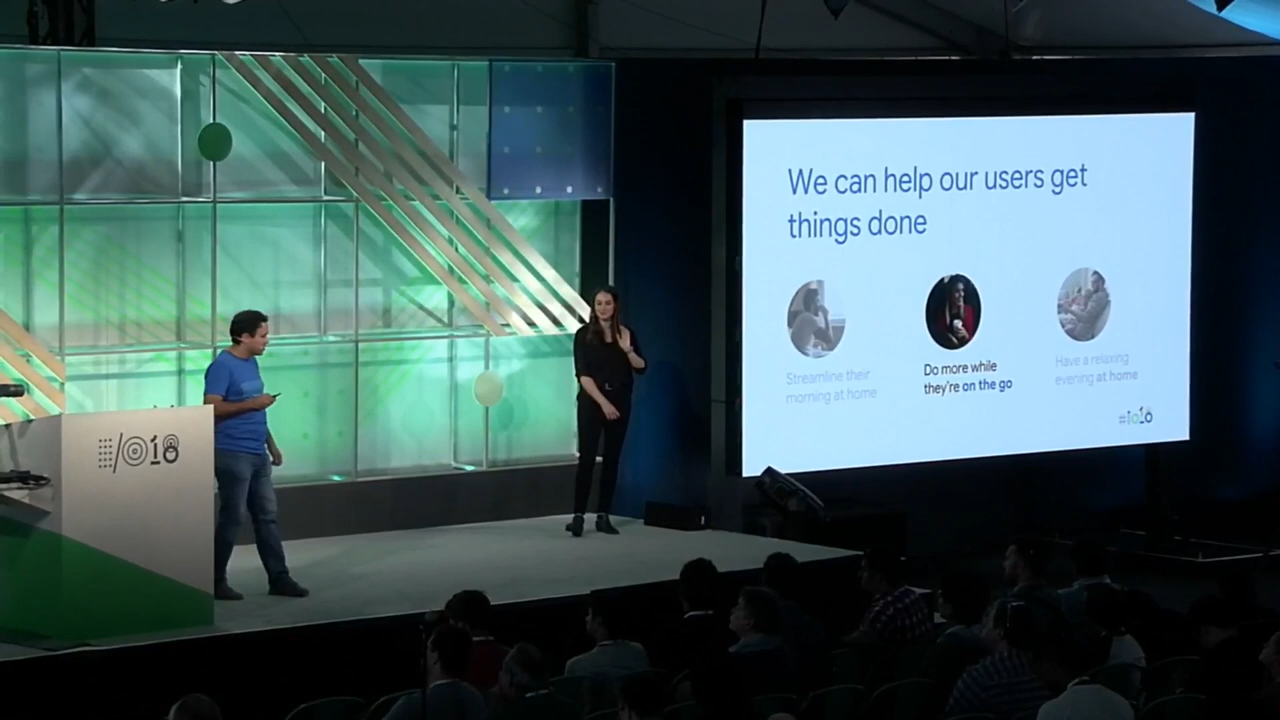 We can help our users get
things done
Streamline their
morning at home
Do more while
they're on the go
Have a relaxing
evening at home
#io18
I/O18